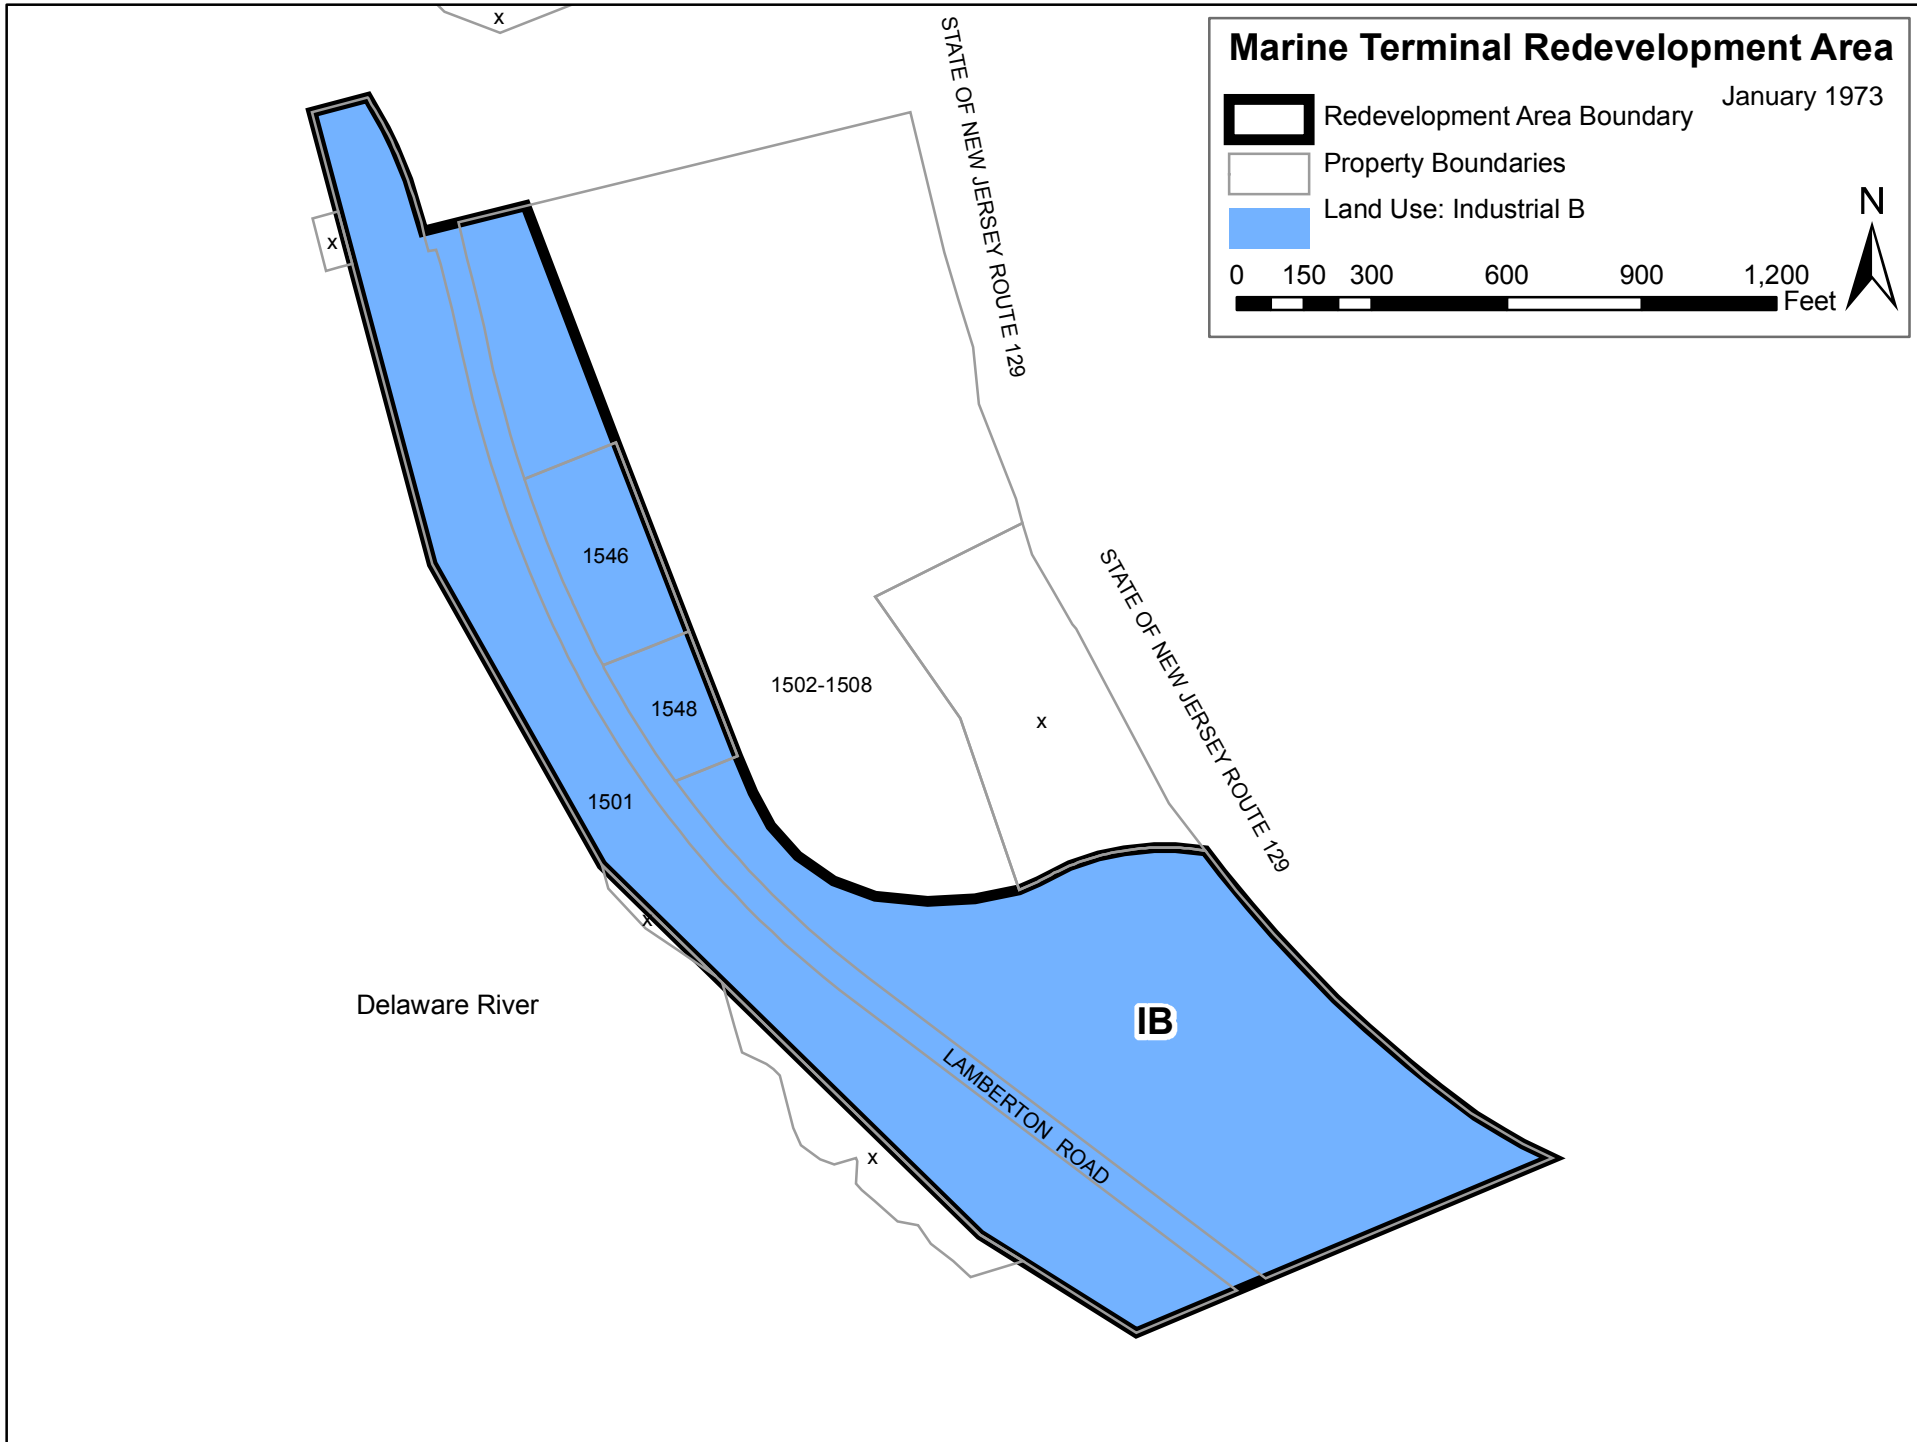 x
STATE OF NEW JERSEY ROUTE 129
Marine Terminal Redevelopment Area
January 1973
Redevelopment Area Boundary
Property Boundaries
Land Use: Industrial B
N
0 150 300 600 900 1,200
Feet
x
1546
STATE OF NEW JERSEY ROUTE 129
1502-1508
1548
x
1501
x
Delaware River
IB
LAMBERTON ROAD
x